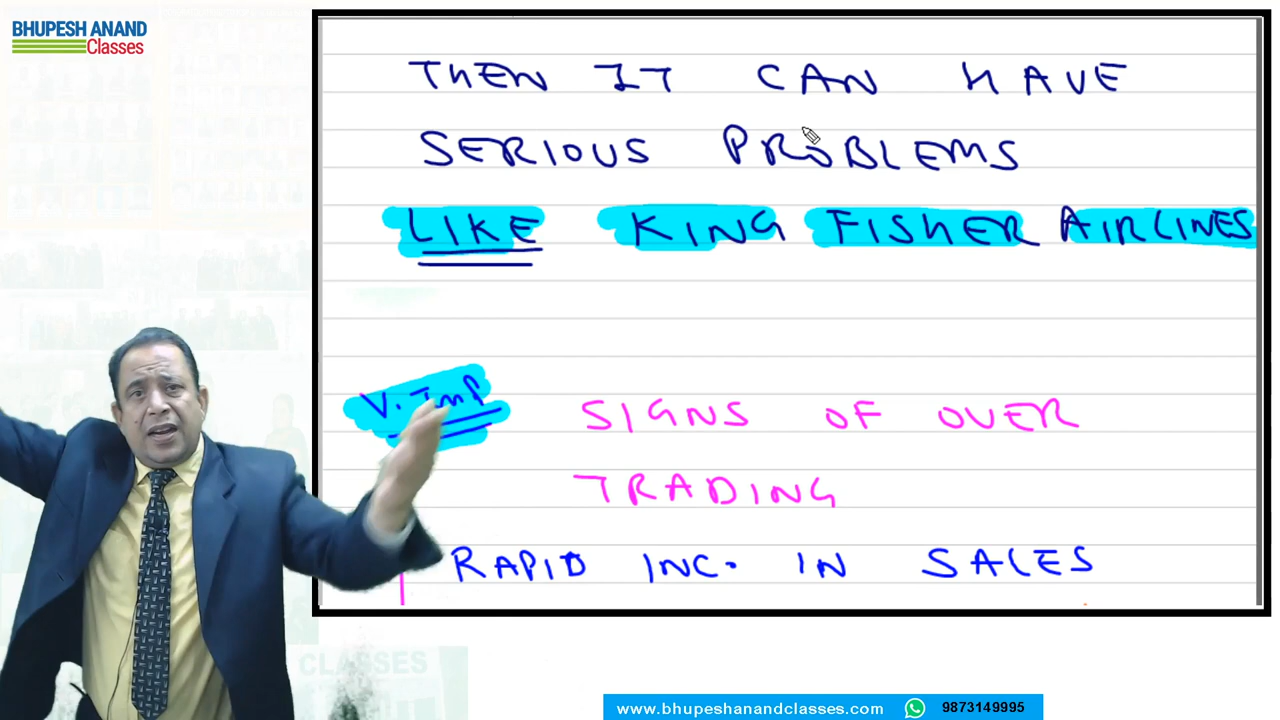 BHUPESH ANAND
Classes
THEN IT CAN HAVE
SERIOUS PROBLEMS
LIKE KING FISHER AIRLINES
V. Imp
SIGNS OF OVER
TRADING
RAPID INC. IN SALES
CLASSES
www.bhupeshanandclasses.com 9873149995